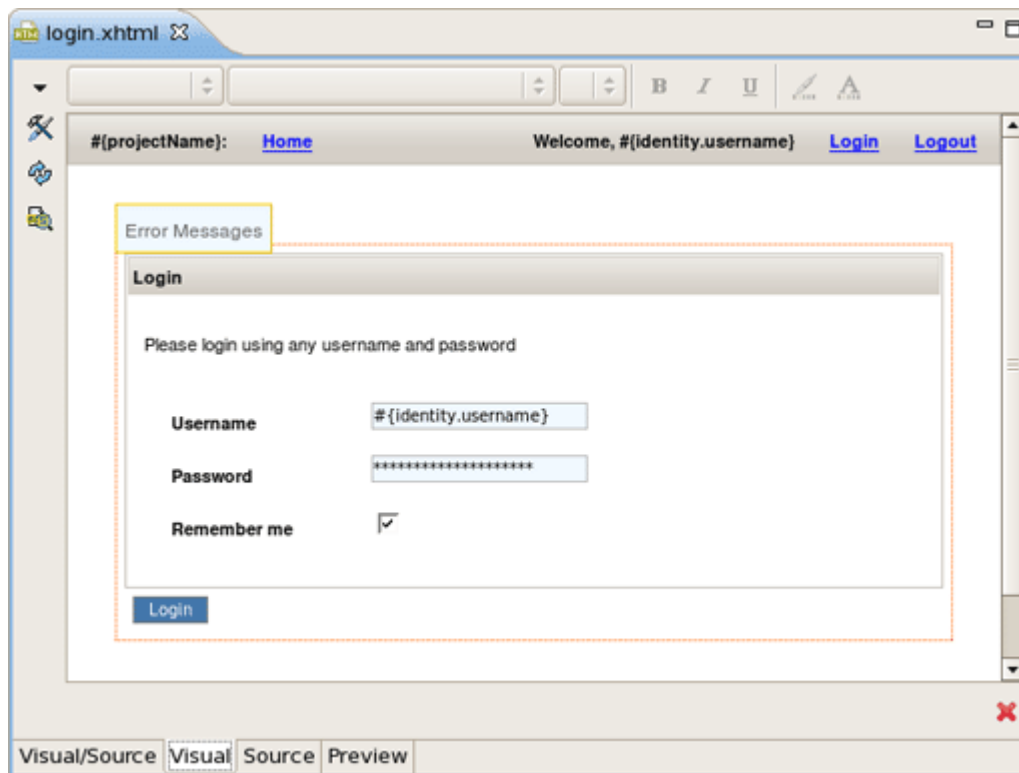 login.xhtml
B I U A
#{projectName}: Home Welcome, #{identity.username} Login Logout
Error Messages
Login
Please login using any username and password
Username #{identity.username}
Password ********************
Remember me
Login
Visual/Source Visual Source Preview